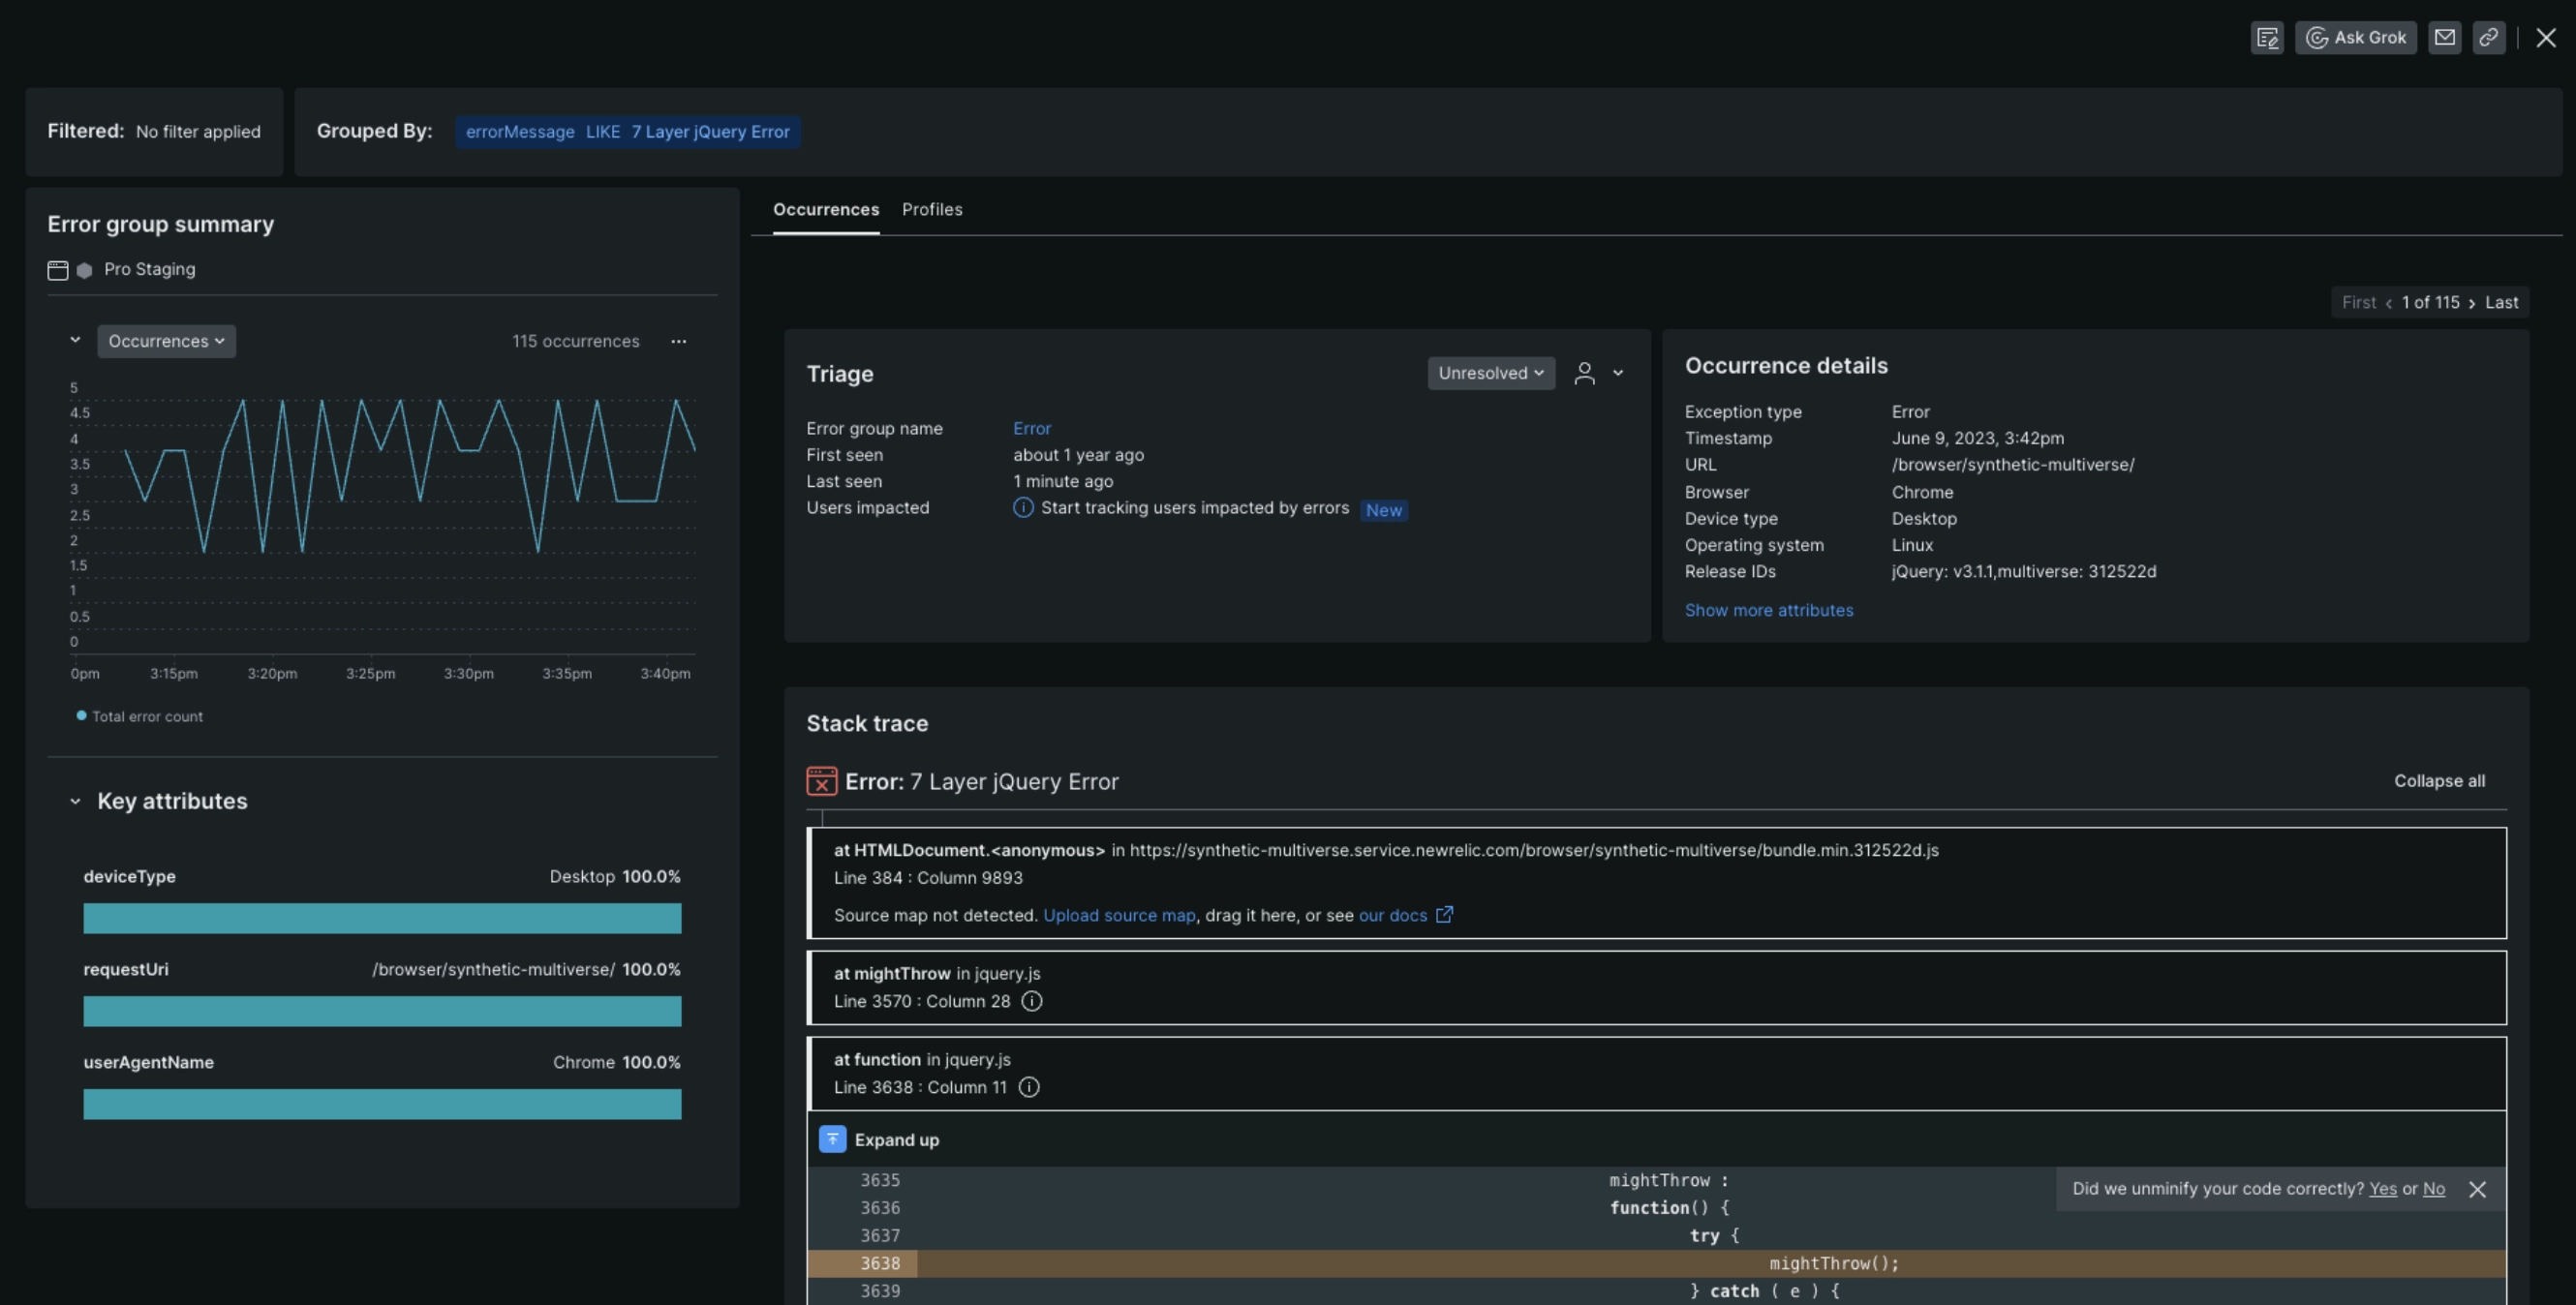 Ask Grok
Filtered: No filter applied
Grouped By: errorMessage LIKE 7 Layer jQuery Error
Error group summary
Pro Staging
Occurrences
115 occurrences
5
4.5
4
3.5
3
2.5
2
1.5
1
0.5
0
0pm 3:15pm 3:20pm 3:25pm 3:30pm 3:35pm 3:40pm
Total error count
Key attributes
deviceType Desktop 100.0%
requestUri /browser/synthetic-multiverse/ 100.0%
userAgentName Chrome 100.0%
Occurrences Profiles
First < 1 of 115 > Last
Triage
Unresolved
Error group name Error
First seen about 1 year ago
Last seen 1 minute ago
Users impacted Start tracking users impacted by errors New
Occurrence details
Exception type Error
Timestamp June 9, 2023, 3:42pm
URL /browser/synthetic-multiverse/
Browser Chrome
Device type Desktop
Operating system Linux
Release IDs jQuery: v3.1.1,multiverse: 312522d
Show more attributes
Stack trace
Error: 7 Layer jQuery Error
Collapse all
at HTMLDocument.<anonymous> in https://synthetic-multiverse.service.newrelic.com/browser/synthetic-multiverse/bundle.min.312522d.js
Line 384 : Column 9893
Source map not detected. Upload source map, drag it here, or see our docs
at mightThrow in jquery.js
Line 3570 : Column 28
at function in jquery.js
Line 3638 : Column 11
Expand up
3635 mightThrow :
Did we unminify your code correctly? Yes or No
3636 function() {
3637 try {
3638 mightThrow();
3639 } catch ( e ) {